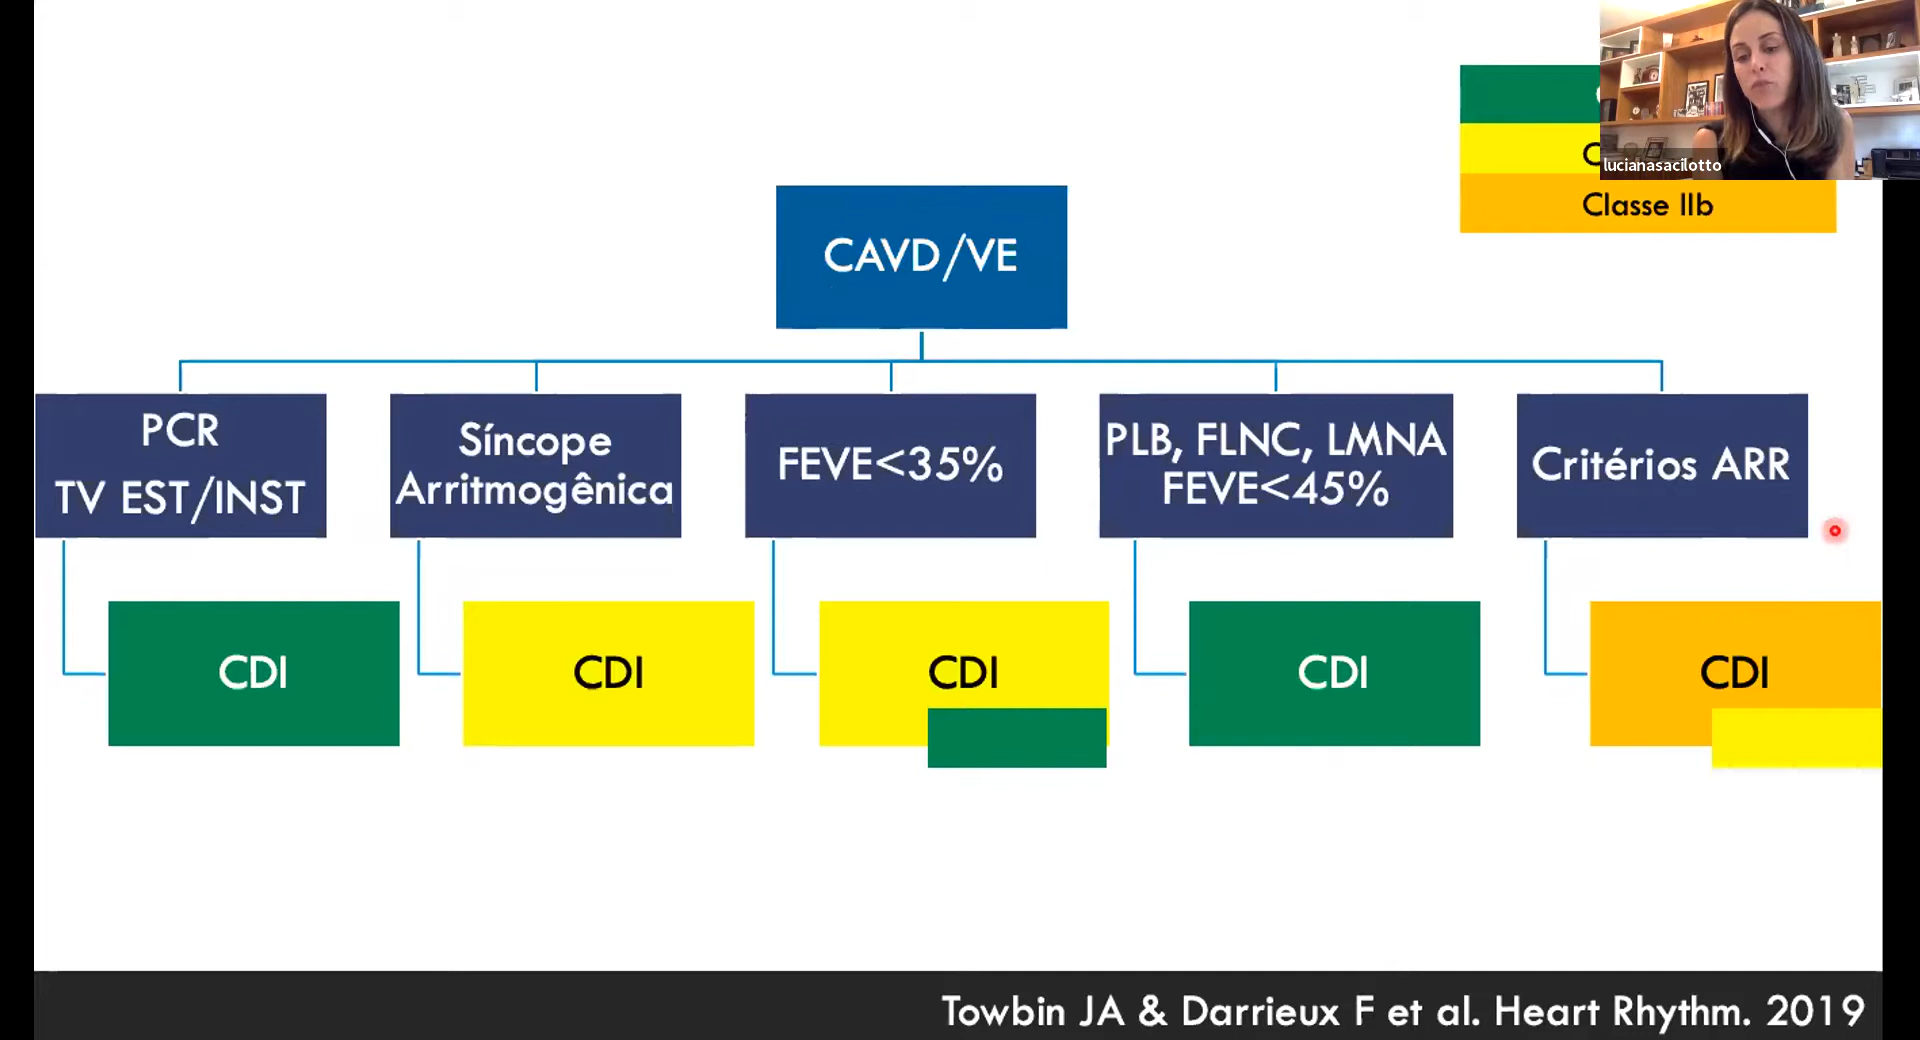 lucianasacilotto
Classe IIb
CAVD/VE
PCR
TV EST/INST
Síncope
Arritmogênica
FEVE<35%
PLB, FLNC, LMNA
FEVE<45%
Critérios ARR
CDI
CDI
CDI
CDI
CDI
Towbin JA & Darrieux F et al. Heart Rhythm. 2019